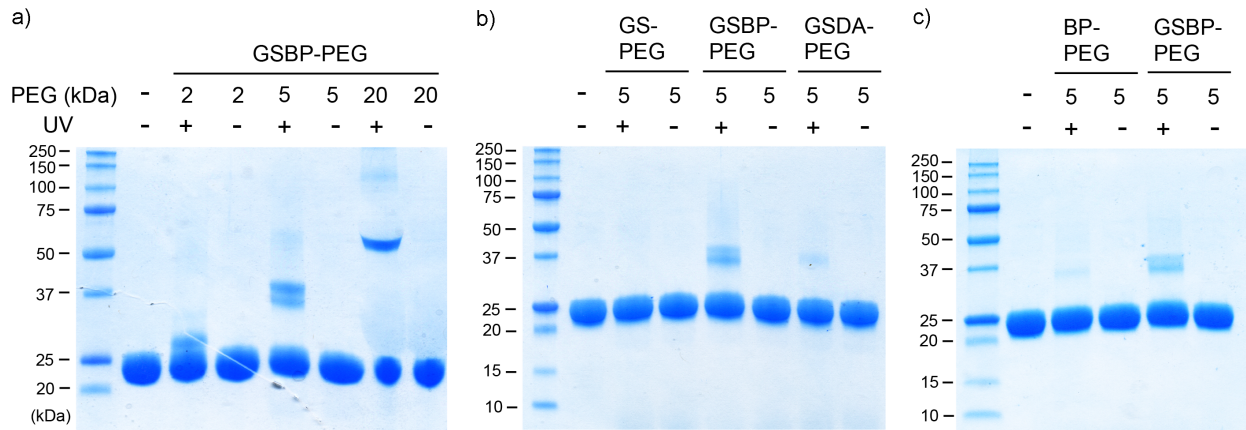 a)
GSBP-PEG
PEG (kDa) - 2 2 5 5 20 20
UV - + - + - + -
250
150
100
75
50
37
25
20
(kDa)
b)
GS-PEG GSBP-PEG GSDA-PEG
- 5 5 5 5 5 5
- + - + - + -
250
150
100
75
50
37
25
20
15
10
c)
BP-PEG GSBP-PEG
- 5 5 5 5
- + - + -
250
150
100
75
50
37
25
20
15
10